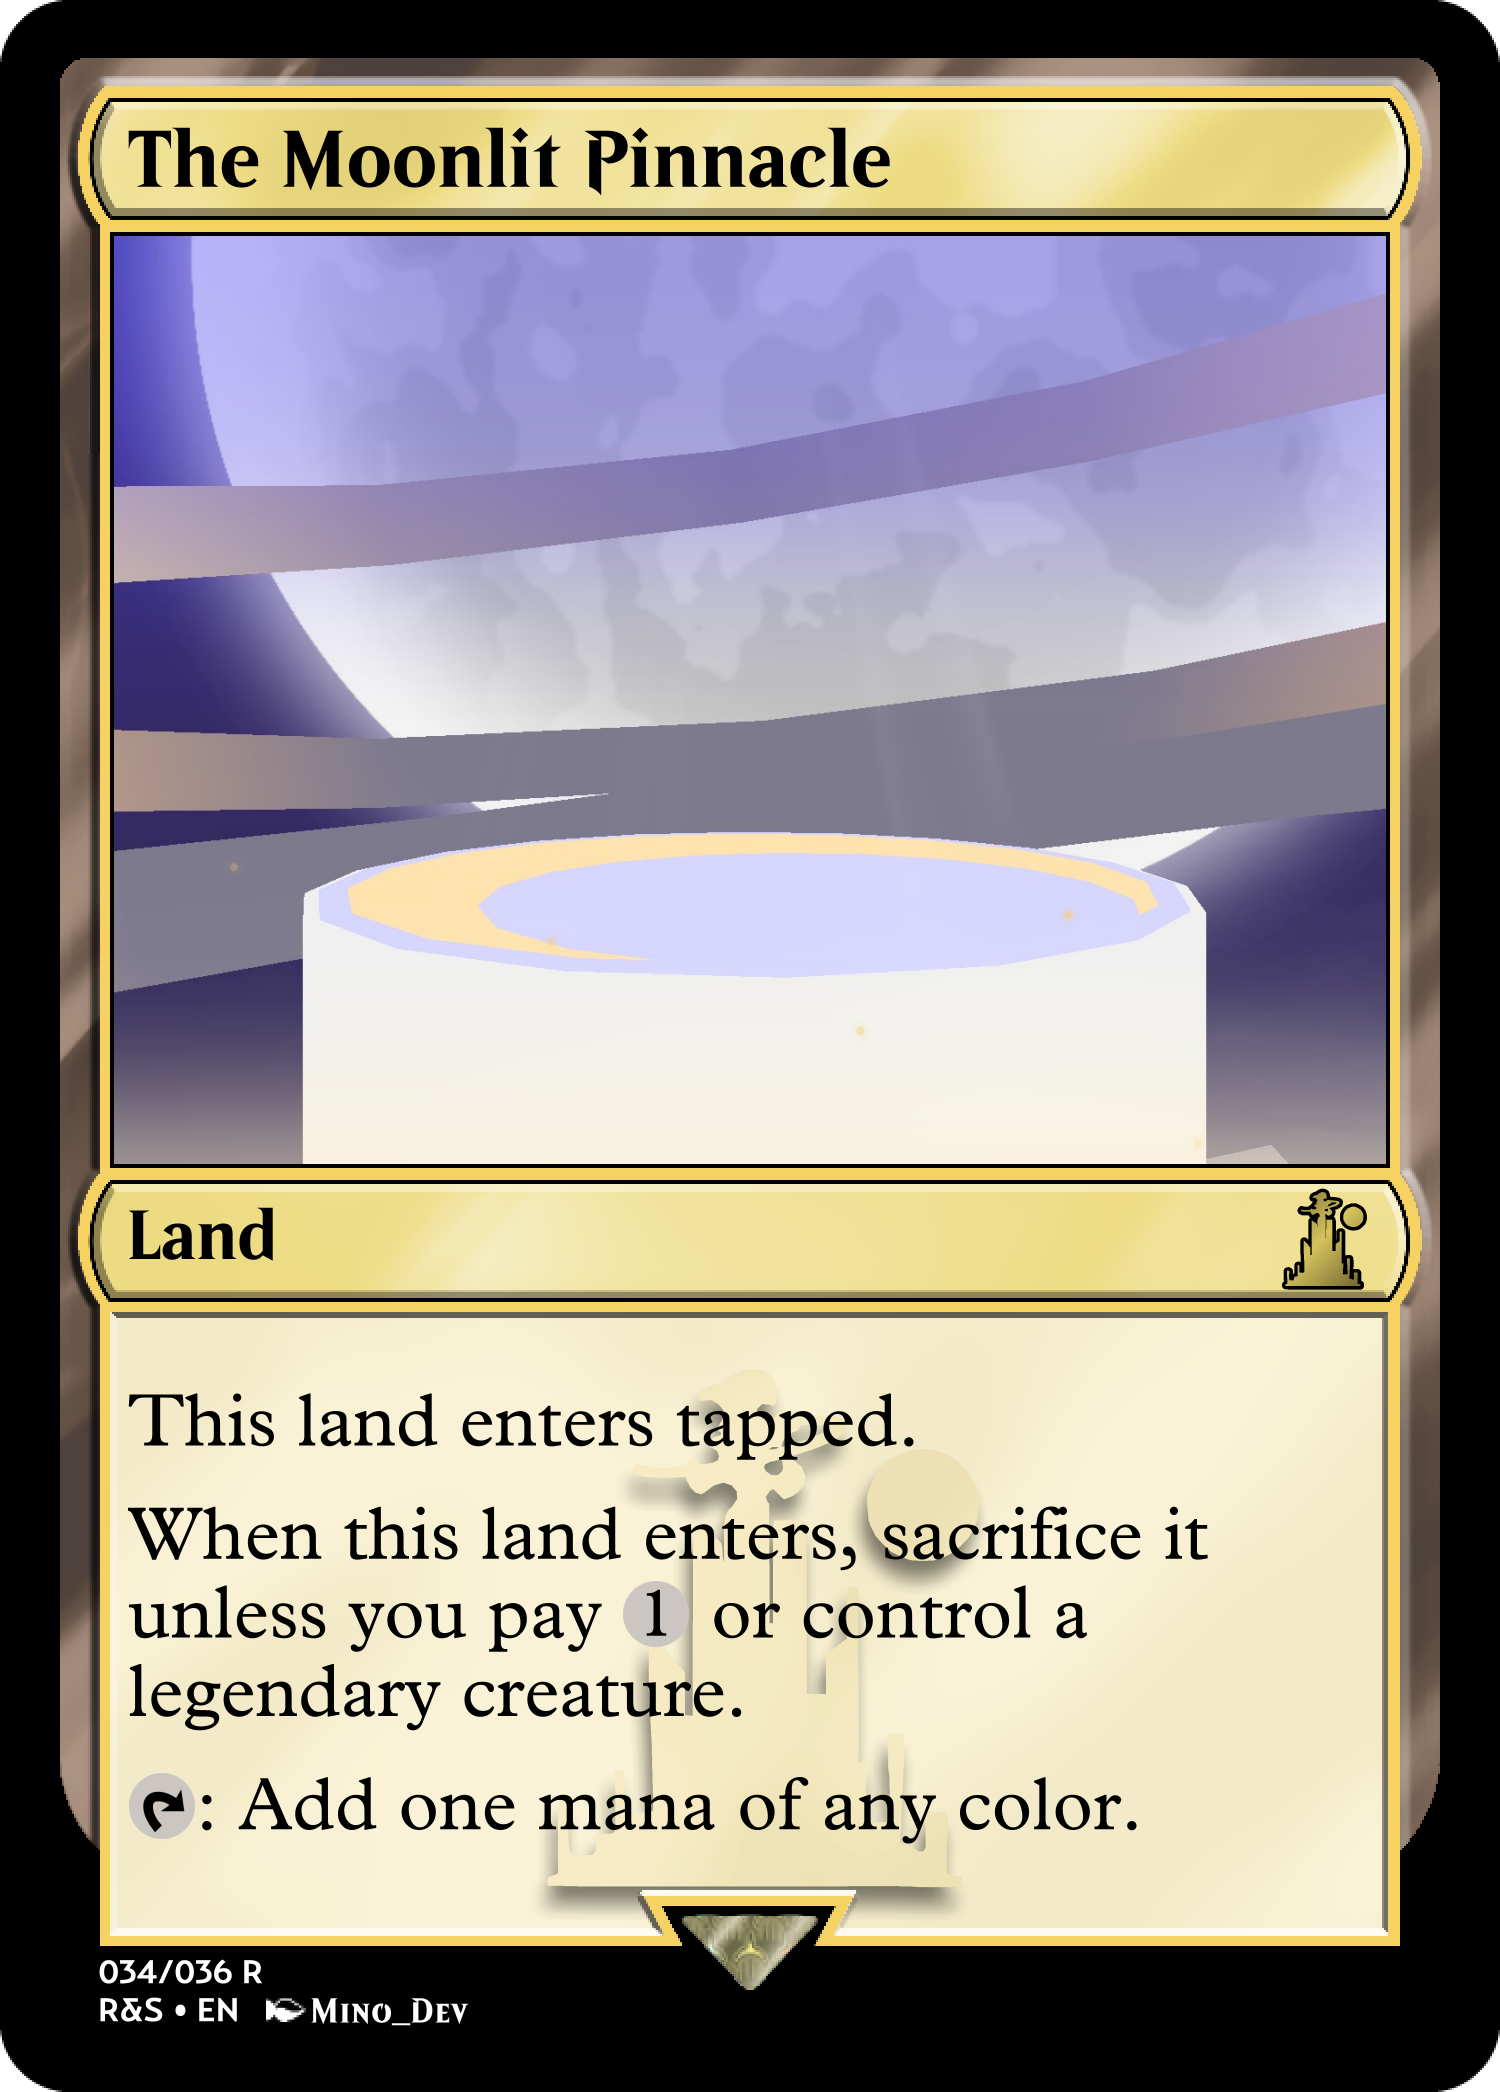 The Moonlit Pinnacle
Land
This land enters tapped.
When this land enters, sacrifice it
unless you pay 1 or control a
legendary creature.
: Add one mana of any color.
034/036 R
R&S • EN Mino_Dev